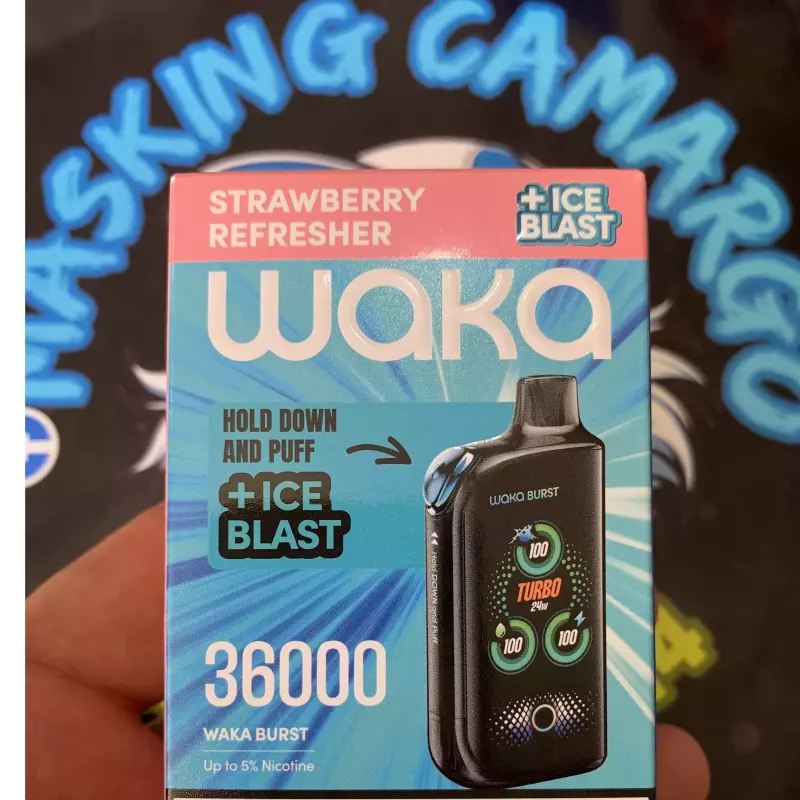 MASKING CAMARGO
STRAWBERRY
REFRESHER
+ICE
BLAST
waka
HOLD DOWN
AND PUFF
+ICE
BLAST
WAKA BURST
100
TURBO
24W
100
100
Hold DOWN and Puff
36000
WAKA BURST
Up to 5% Nicotine